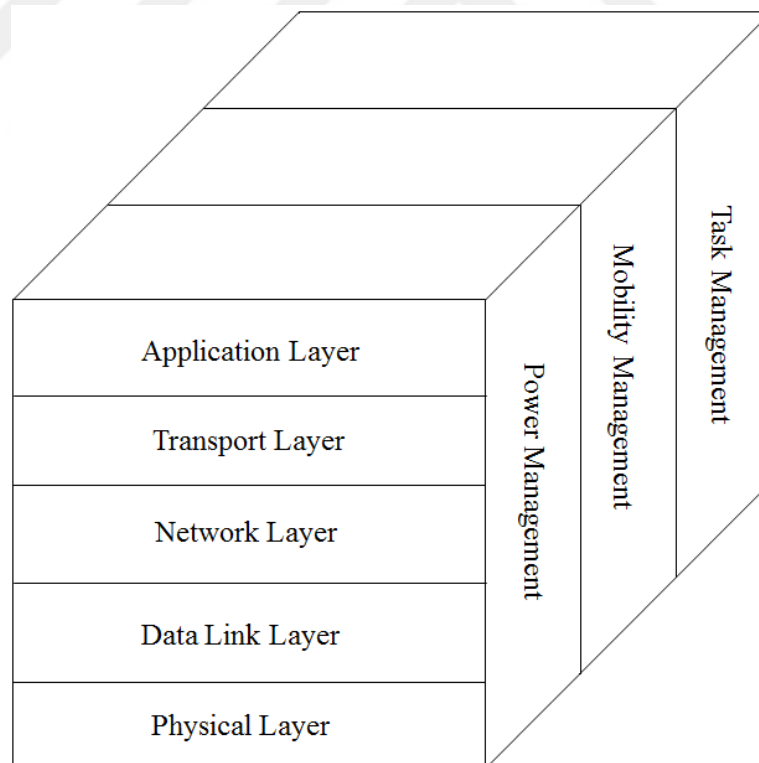 Application Layer
Transport Layer
Network Layer
Data Link Layer
Physical Layer
Power Management
Mobility Management
Task Management